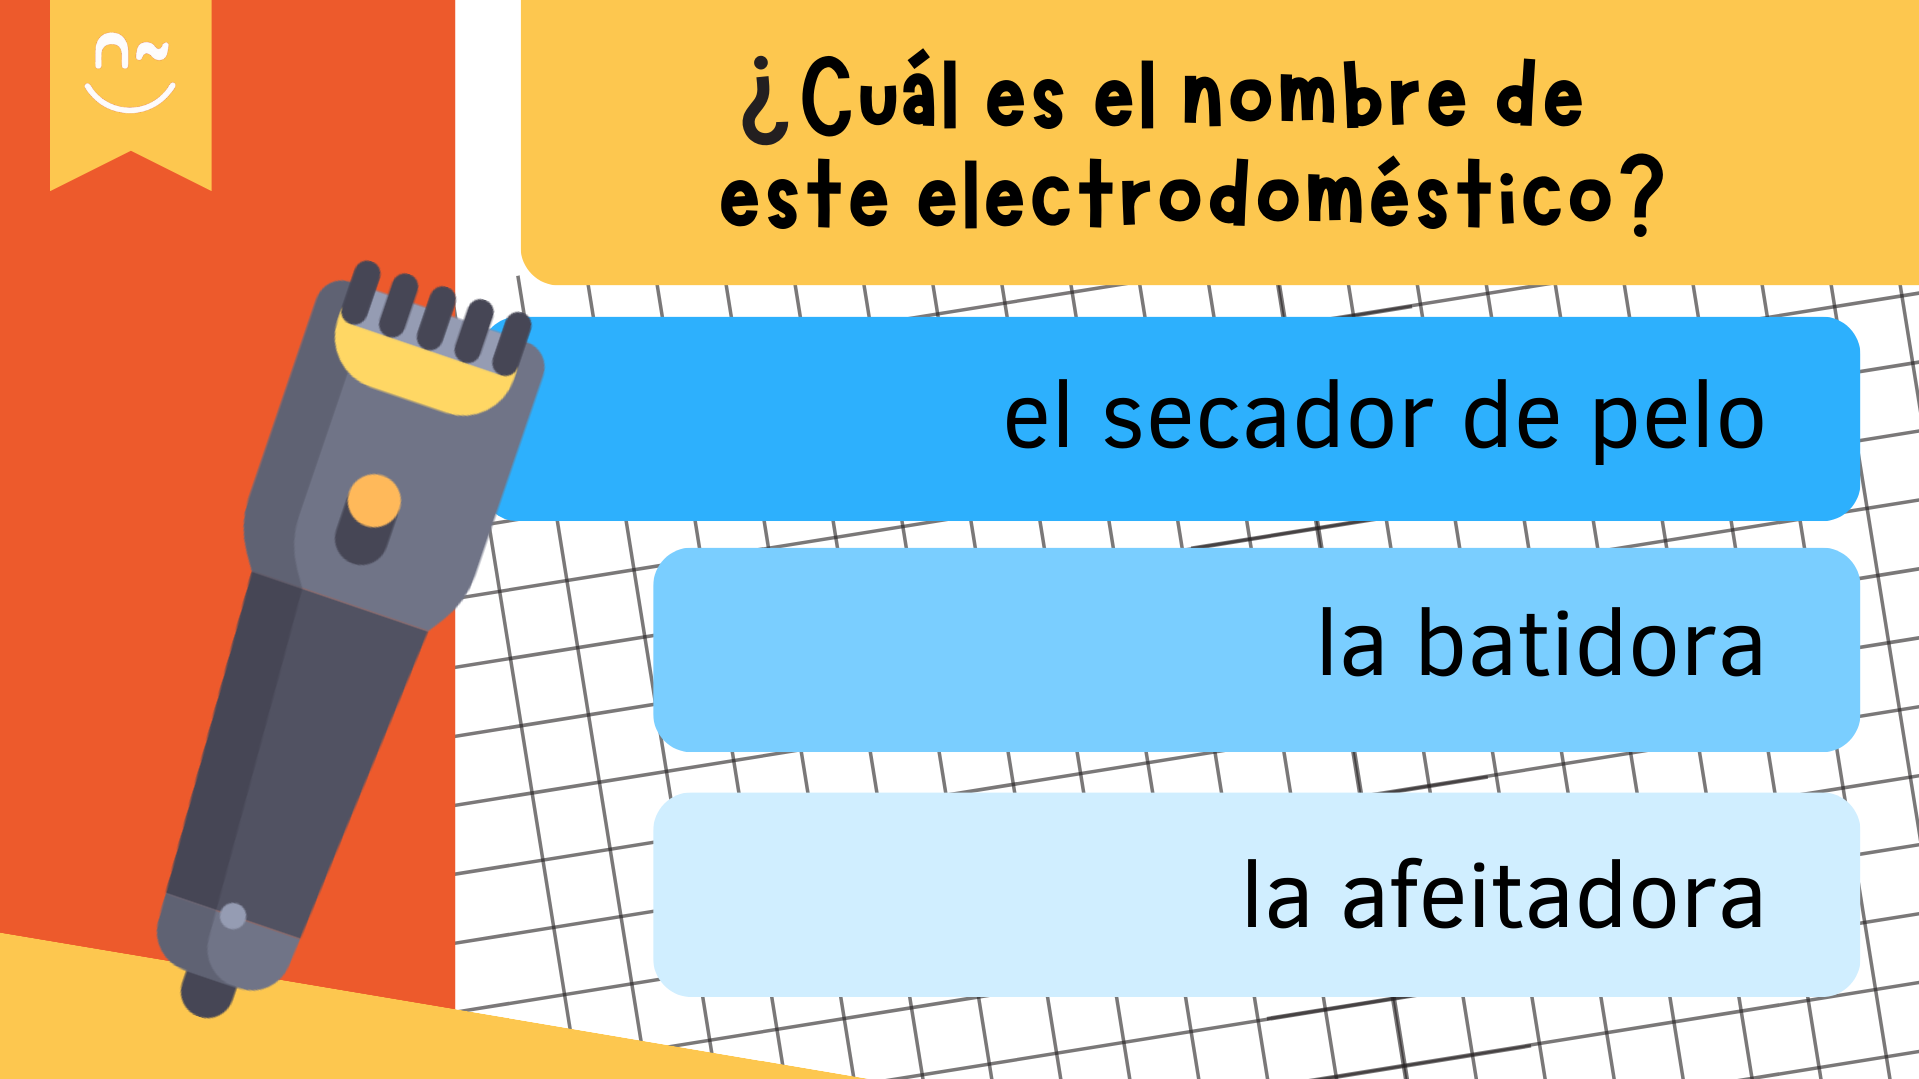 ¿Cuál es el nombre de
este electrodoméstico?
el secador de pelo
la batidora
la afeitadora